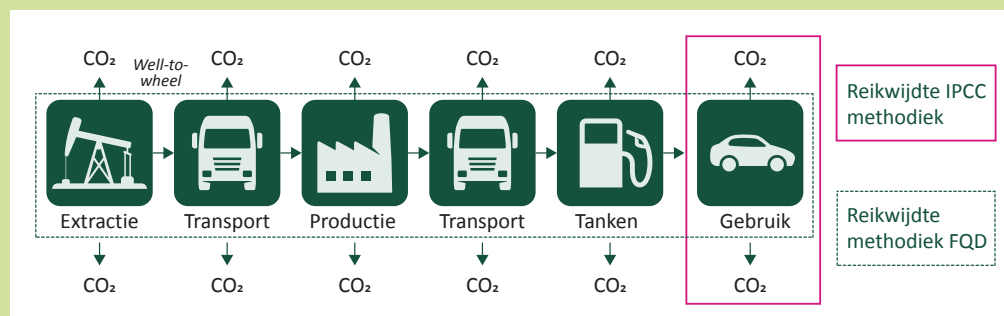 CO₂ CO₂ CO₂ CO₂ CO₂ CO₂
Well-to-
wheel
Extractie Transport Productie Transport Tanken Gebruik
CO₂ CO₂ CO₂ CO₂ CO₂ CO₂
Reikwijdte IPCC
methodiek
Reikwijdte
methodiek FQD